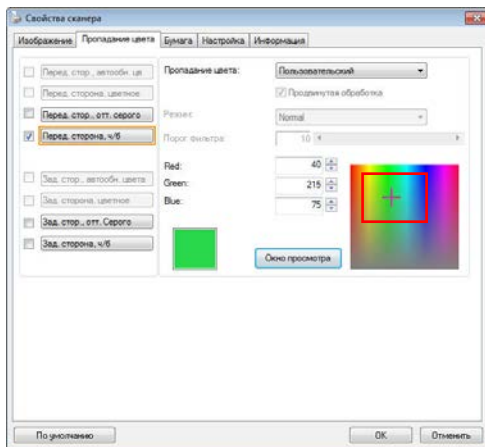 Свойства сканера
Изображение Пропадание цвета Бумага Настройка Информация
Перед. стор., автообн. цв
Перед. сторона, цветное
Перед. стор., отт. серого
Перед. сторона, ч/б
Зад. стор., автообн. цвета
Зад. сторона, цветное
Зад. стор., отт. Серого
Зад. сторона, ч/б
Пропадание цвета: Пользовательский
Продвинутая обработка
Режим: Normal
Порог фильтра: 10
Red: 40
Green: 215
Blue: 75
Окно просмотра
По умолчанию OK Отменить